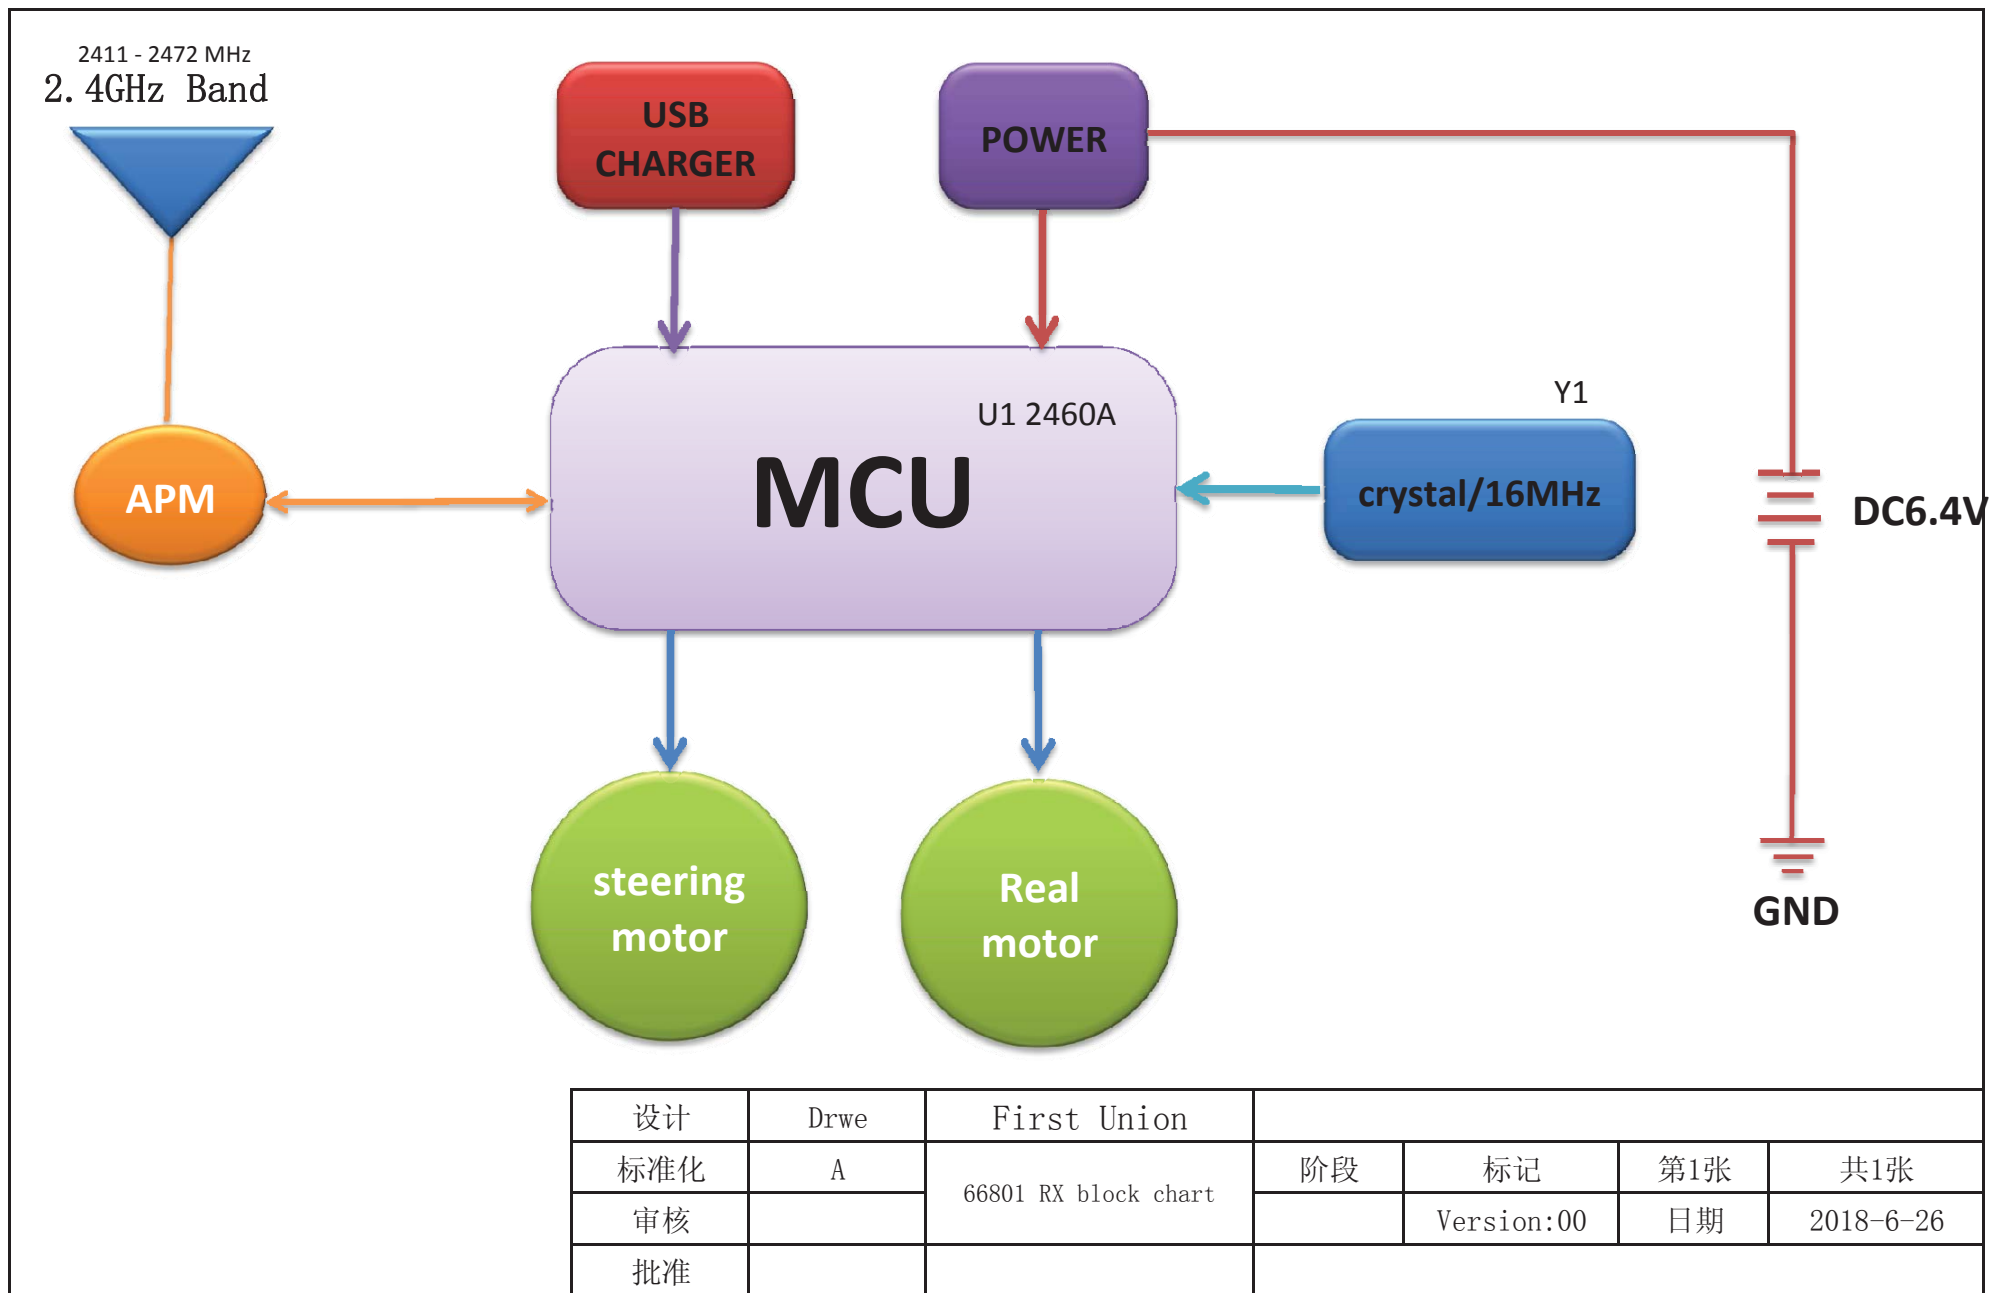 2411 - 2472 MHz
2.4GHz Band
USB
CHARGER
POWER
U1 2460A
MCU
Y1
crystal/16MHz
APM
DC6.4V
steering
motor
Real
motor
GND
设计 Drwe First Union
标准化 A 66801 RX block chart 阶段 标记 第1张 共1张
审核 Version:00 日期 2018-6-26
批准